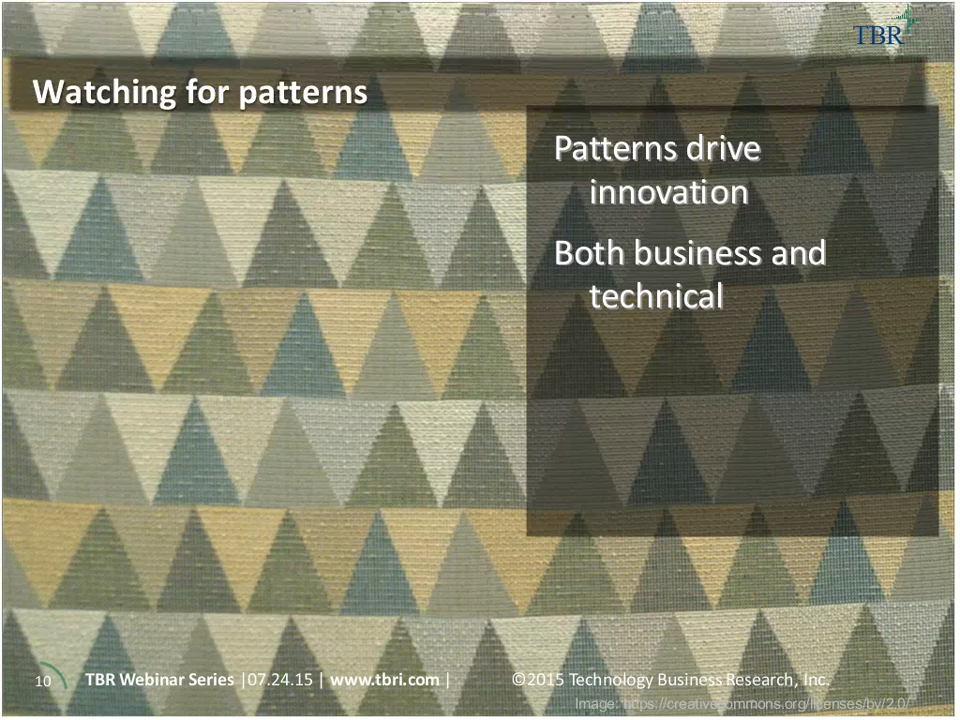 TBR
Watching for patterns
Patterns drive
innovation
Both business and
technical
10 TBR Webinar Series |07.24.15 | www.tbri.com | ©2015 Technology Business Research, Inc.
Image: https://creativecommons.org/licenses/by/2.0/